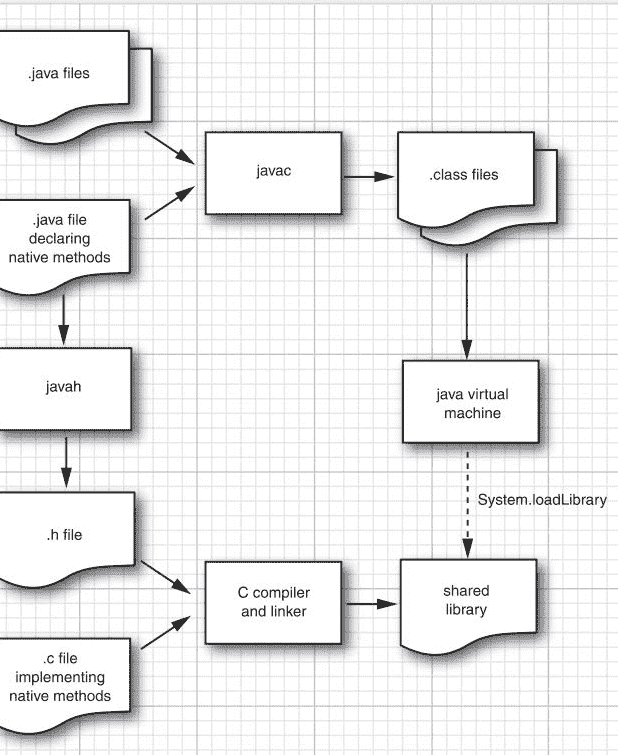 .java files
javac
.class files
.java file
declaring
native methods
javah
java virtual
machine
System.loadLibrary
.h file
C compiler
and linker
shared
library
.c file
implementing
native methods